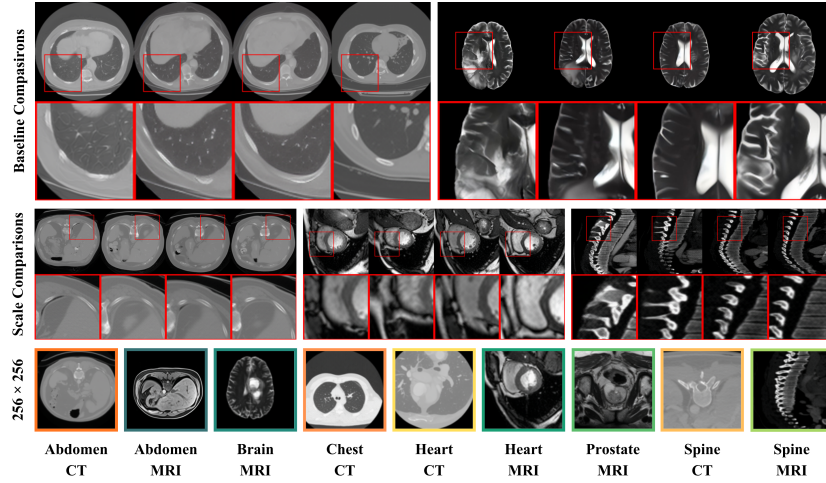 Baseline Compasirons
Scale Comparisons
256 × 256
Abdomen CT
Abdomen MRI
Brain MRI
Chest CT
Heart CT
Heart MRI
Prostate MRI
Spine CT
Spine MRI